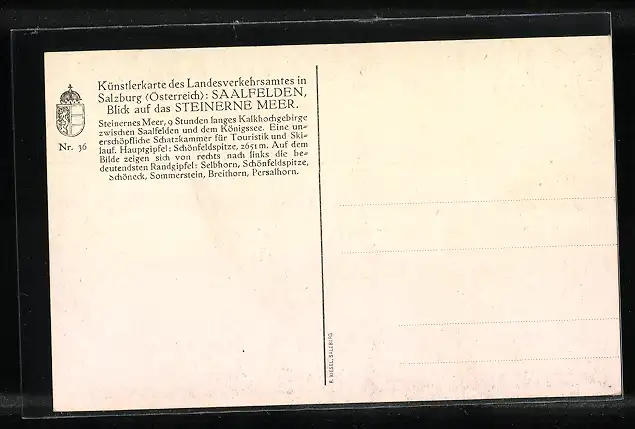 Künstlerkarte des Landesverkehrsamtes in
Salzburg (Österreich): SAALFELDEN,
Blick auf das STEINERNE MEER.
Steinernes Meer, 9 Stunden langes Kalkhochgebirge
zwischen Saalfelden und dem Königssee. Eine un-
erschöpfliche Schatzkammer für Touristik und Ski-
lauf. Hauptgipfel: Schönfeldspitze, 2651 m. Auf dem
Bilde zeigen sich von rechts nach links die be-
deutendsten Randgipfel: Selbhorn, Schönfeldspitze,
Schöneck, Sommerstein, Breithorn, Persalhorn.
Nr. 36
R. KIESEL, SALZBURG